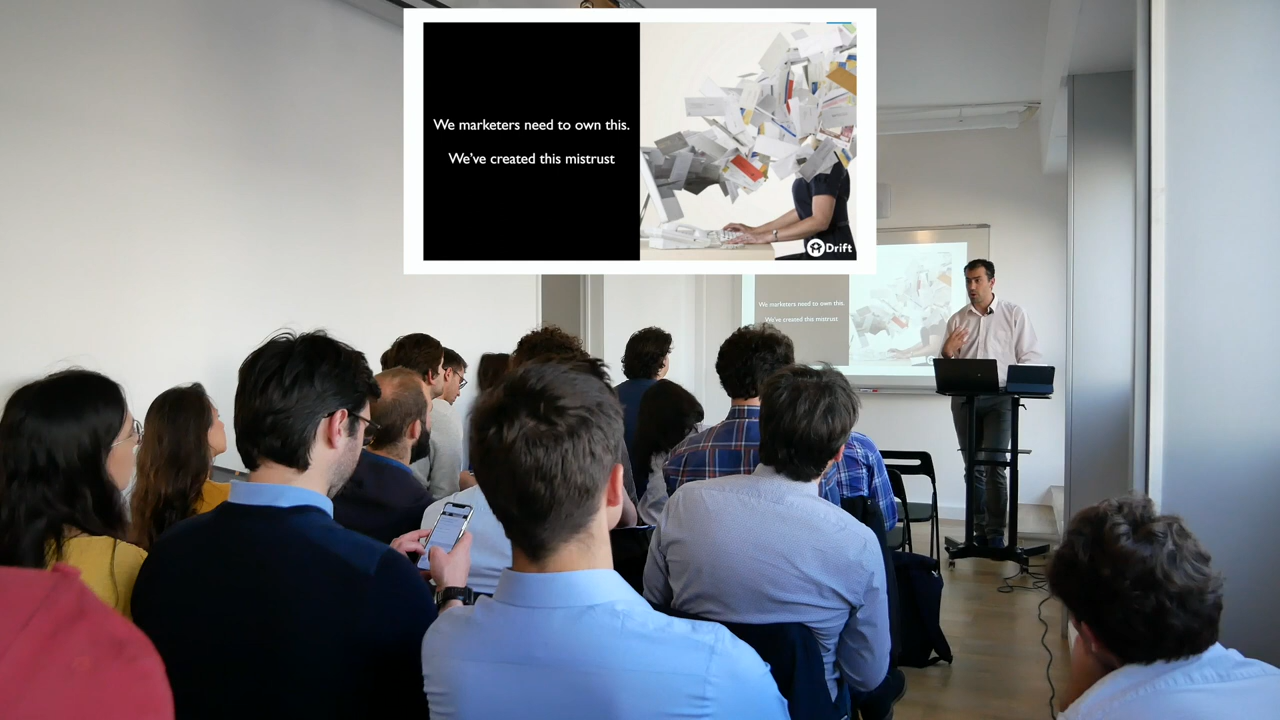 We marketers need to own this.
We've created this mistrust
Drift
We marketers need to own this.
We've created this mistrust